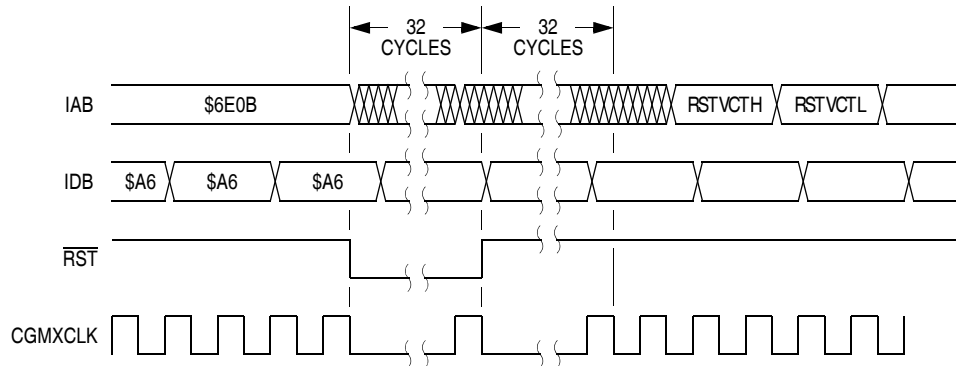 32
CYCLES
32
CYCLES
IAB
$6E0B
RSTVCTH
RSTVCTL
IDB
$A6
$A6
$A6
RST
CGMXCLK